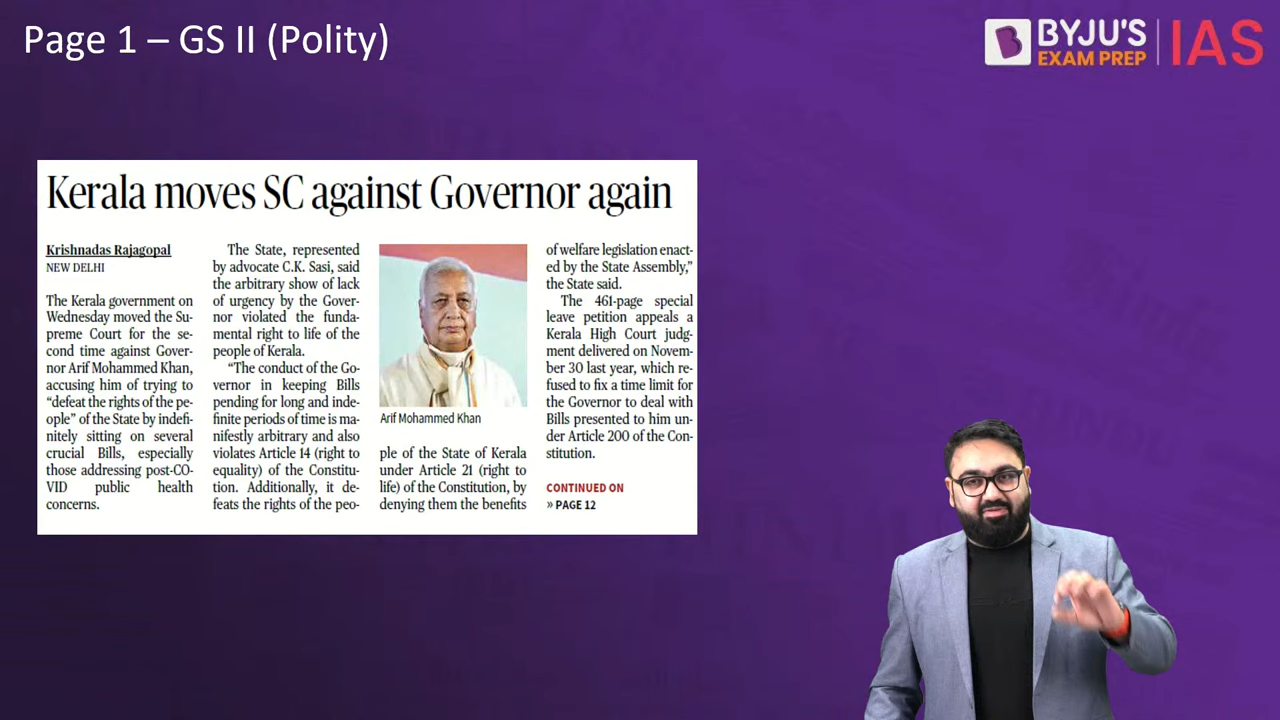 Page 1 – GS II (Polity)
BYJU'S
EXAM PREP
IAS
Kerala moves SC against Governor again
Krishnadas Rajagopal
NEW DELHI
The Kerala government on
Wednesday moved the Su-
preme Court for the se-
cond time against Gover-
nor Arif Mohammed Khan,
accusing him of trying to
“defeat the rights of the pe-
ople” of the State by indefi-
nitely sitting on several
crucial Bills, especially
those addressing post-CO-
VID public health
concerns.
The State, represented
by advocate C.K. Sasi, said
the arbitrary show of lack
of urgency by the Gover-
nor violated the funda-
mental right to life of the
people of Kerala.
“The conduct of the Go-
vernor in keeping Bills
pending for long and inde-
finite periods of time is ma-
nifestly arbitrary and also
violates Article 14 (right to
equality) of the Constitu-
tion. Additionally, it de-
feats the rights of the peo-
Arif Mohammed Khan
ple of the State of Kerala
under Article 21 (right to
life) of the Constitution, by
denying them the benefits
of welfare legislation enact-
ed by the State Assembly,”
the State said.
The 461-page special
leave petition appeals a
Kerala High Court judg-
ment delivered on Novem-
ber 30 last year, which re-
fused to fix a time limit for
the Governor to deal with
Bills presented to him un-
der Article 200 of the Con-
stitution.
CONTINUED ON
» PAGE 12